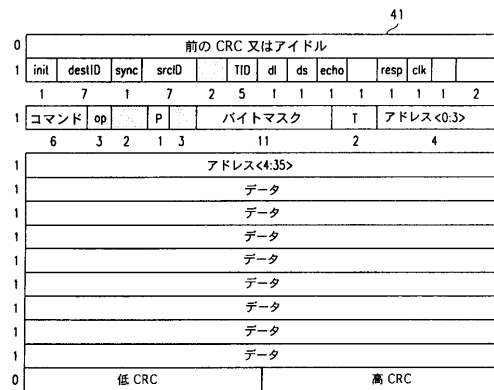 41
0 前の CRC 又はアイドル
1 init destID sync srcID TID dl ds echo resp clk
1 7 1 7 2 5 1 1 1 1 1 1 1 2
1 コマンド op P バイトマスク T アドレス<0:3>
6 3 2 1 3 11 2 4
1 アドレス<4:35>
1 データ
1 データ
1 データ
1 データ
1 データ
1 データ
1 データ
1 データ
0 低 CRC 高 CRC